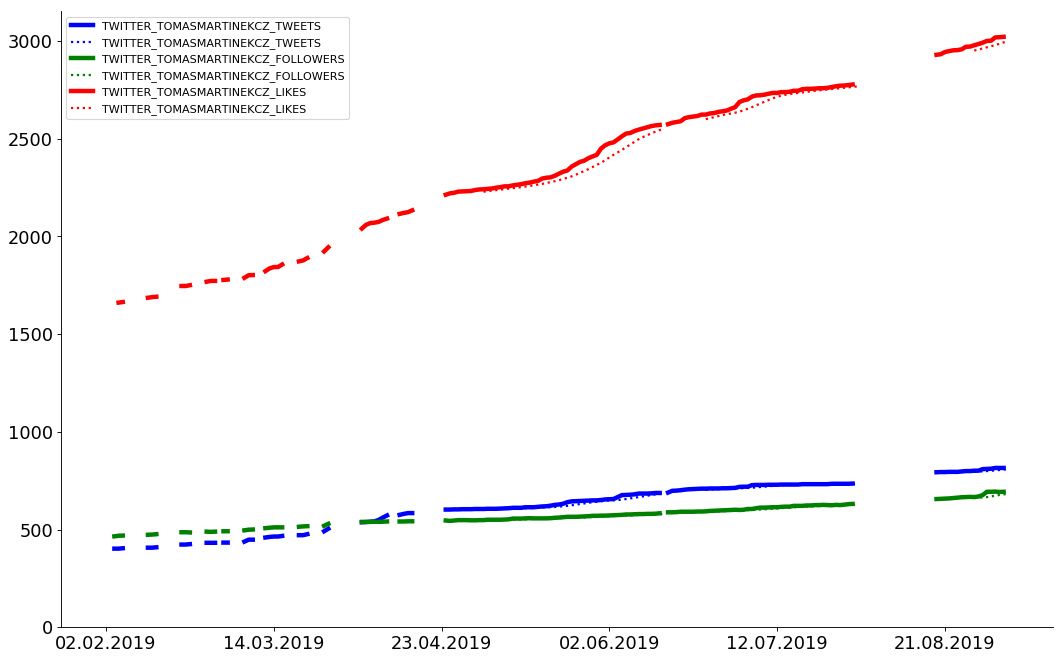 TWITTER_TOMASMARTINEKCZ_TWEETS
TWITTER_TOMASMARTINEKCZ_TWEETS
TWITTER_TOMASMARTINEKCZ_FOLLOWERS
TWITTER_TOMASMARTINEKCZ_FOLLOWERS
TWITTER_TOMASMARTINEKCZ_LIKES
TWITTER_TOMASMARTINEKCZ_LIKES
3000
2500
2000
1500
1000
500
0
02.02.2019 14.03.2019 23.04.2019 02.06.2019 12.07.2019 21.08.2019